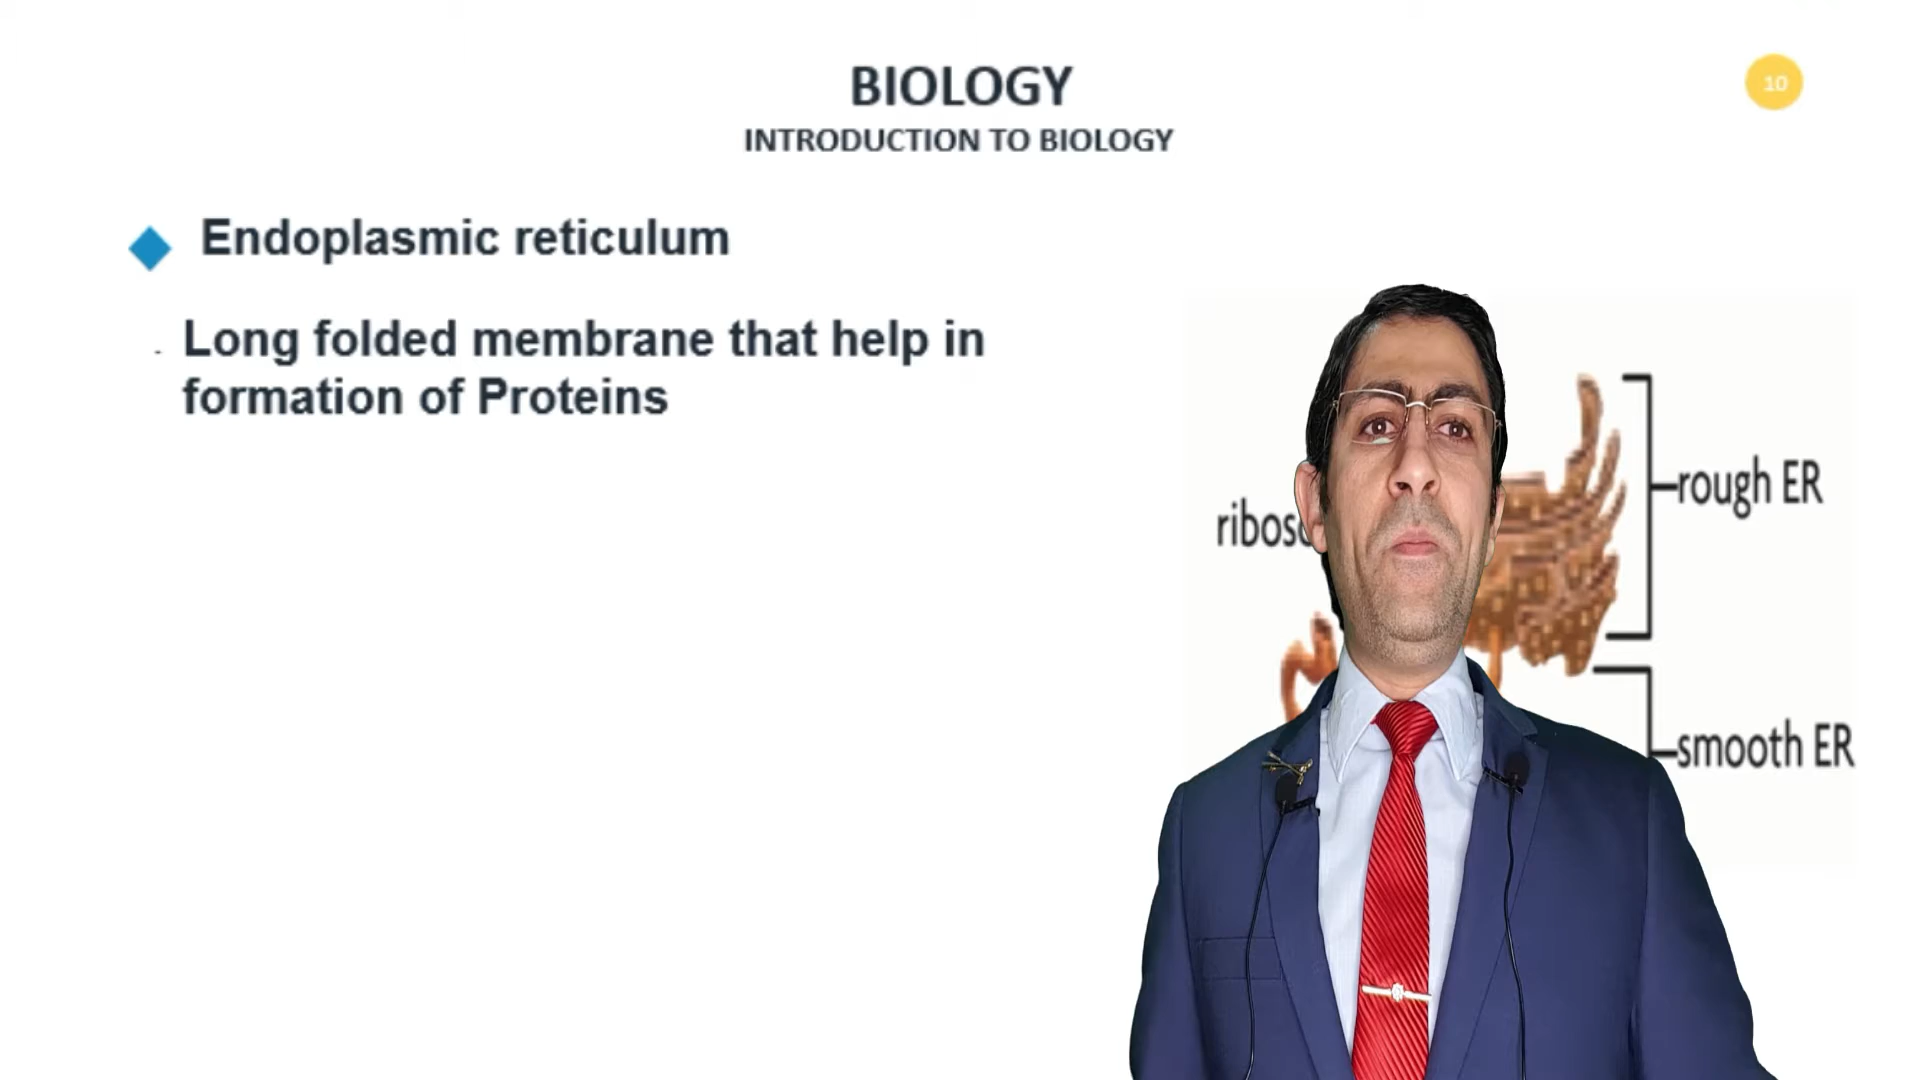 BIOLOGY
10
INTRODUCTION TO BIOLOGY
Endoplasmic reticulum
Long folded membrane that help in
formation of Proteins
rough ER
smooth ER